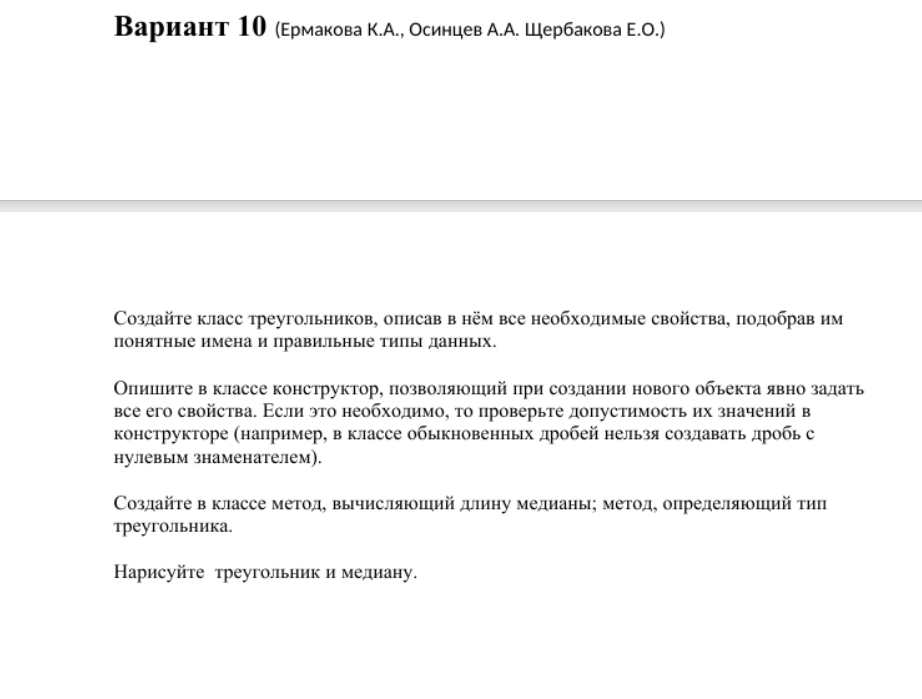 Вариант 10 (Ермакова К.А., Осинцев А.А. Щербакова Е.О.)
Создайте класс треугольников, описав в нём все необходимые свойства, подобрав им
понятные имена и правильные типы данных.
Опишите в классе конструктор, позволяющий при создании нового объекта явно задать
все его свойства. Если это необходимо, то проверьте допустимость их значений в
конструкторе (например, в классе обыкновенных дробей нельзя создавать дробь с
нулевым знаменателем).
Создайте в классе метод, вычисляющий длину медианы; метод, определяющий тип
треугольника.
Нарисуйте  треугольник и медиану.